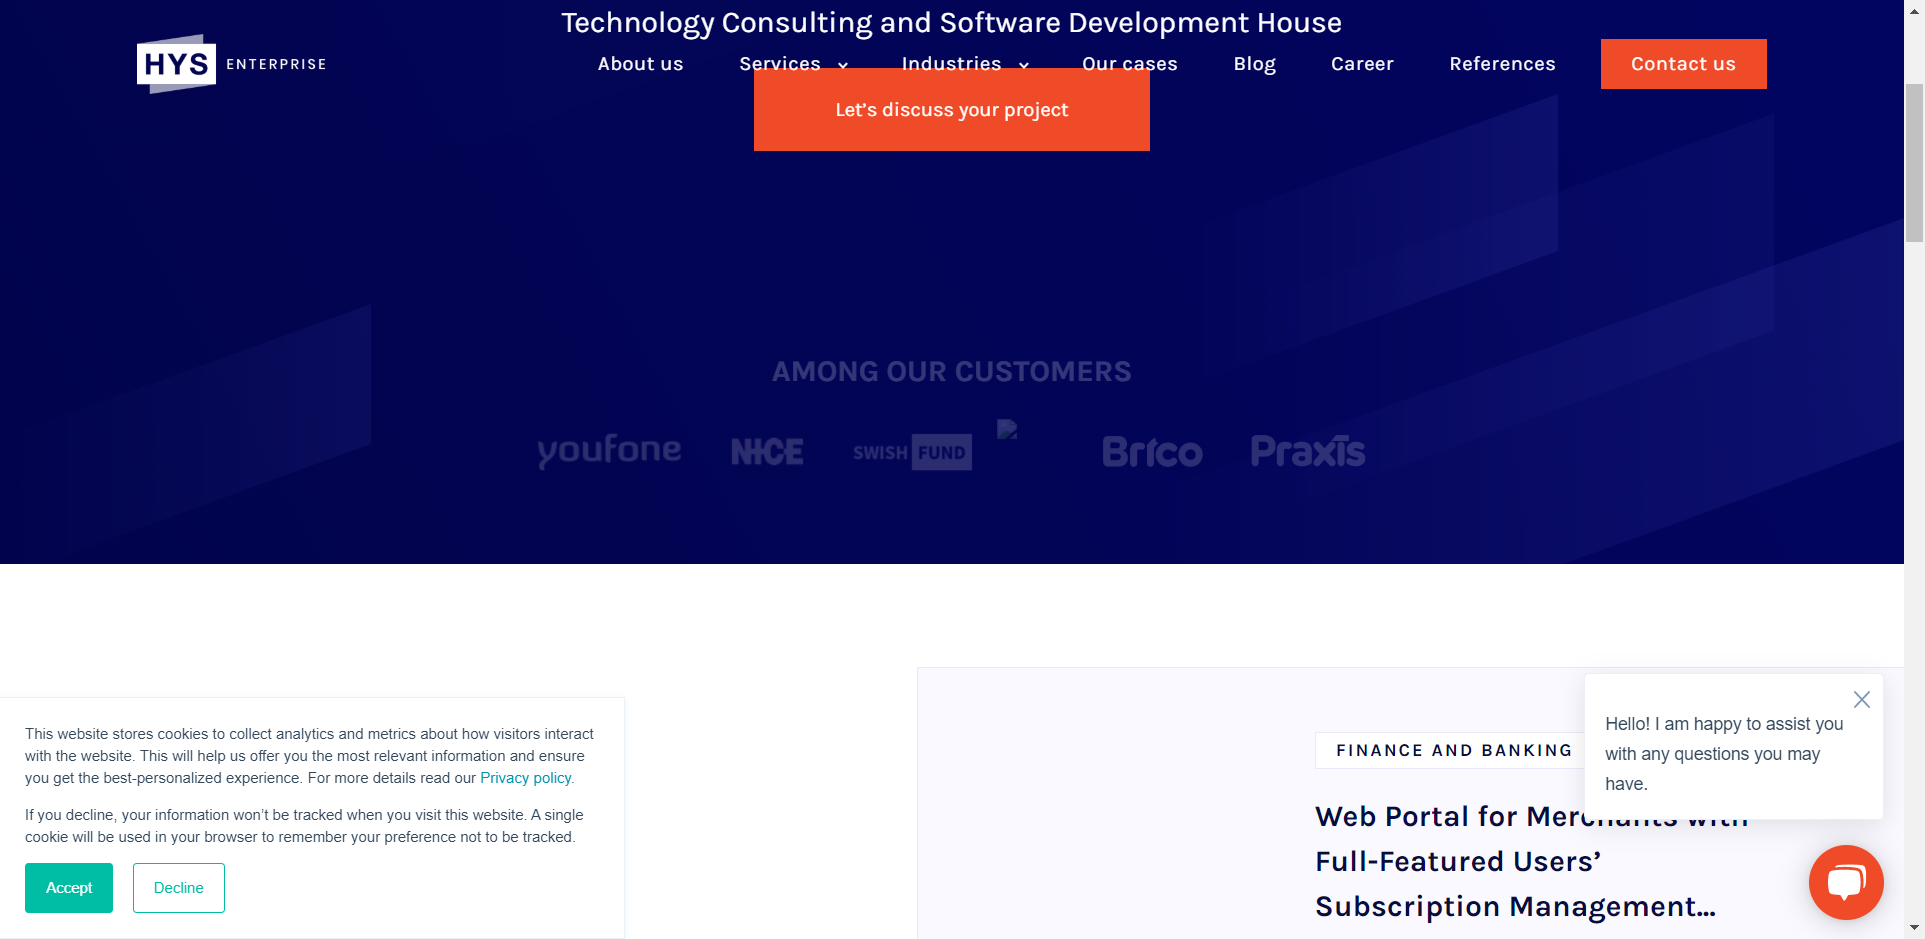 Technology Consulting and Software Development House
HYS ENTERPRISE
About us Services Industries Our cases Blog Career References Contact us
Let’s discuss your project
AMONG OUR CUSTOMERS
youfone NICE SWISH FUND Brico Praxis
FINANCE AND BANKING
Web Portal for Merchants with
Full-Featured Users’
Subscription Management...
This website stores cookies to collect analytics and metrics about how visitors interact
with the website. This will help us offer you the most relevant information and ensure
you get the best-personalized experience. For more details read our Privacy policy.
If you decline, your information won’t be tracked when you visit this website. A single
cookie will be used in your browser to remember your preference not to be tracked.
Accept Decline
Hello! I am happy to assist you
with any questions you may
have.